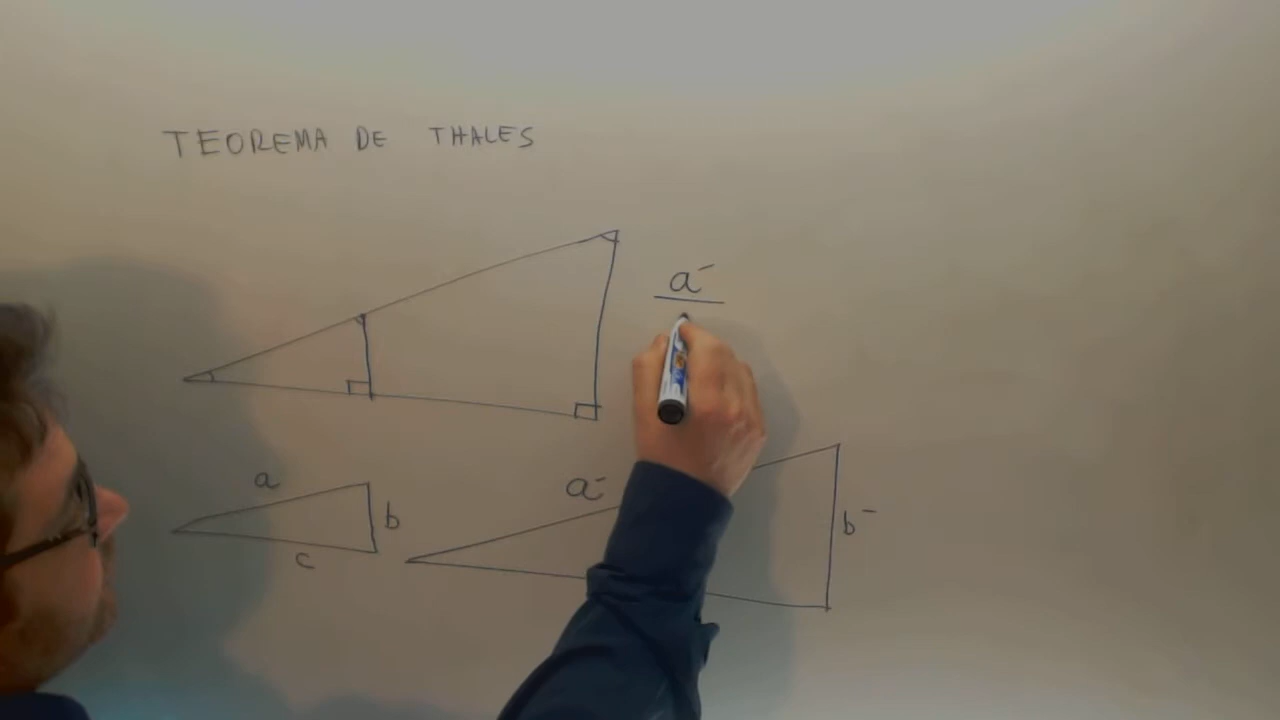 TEOREMA DE THALES
a-
a
a-
b
b-
c